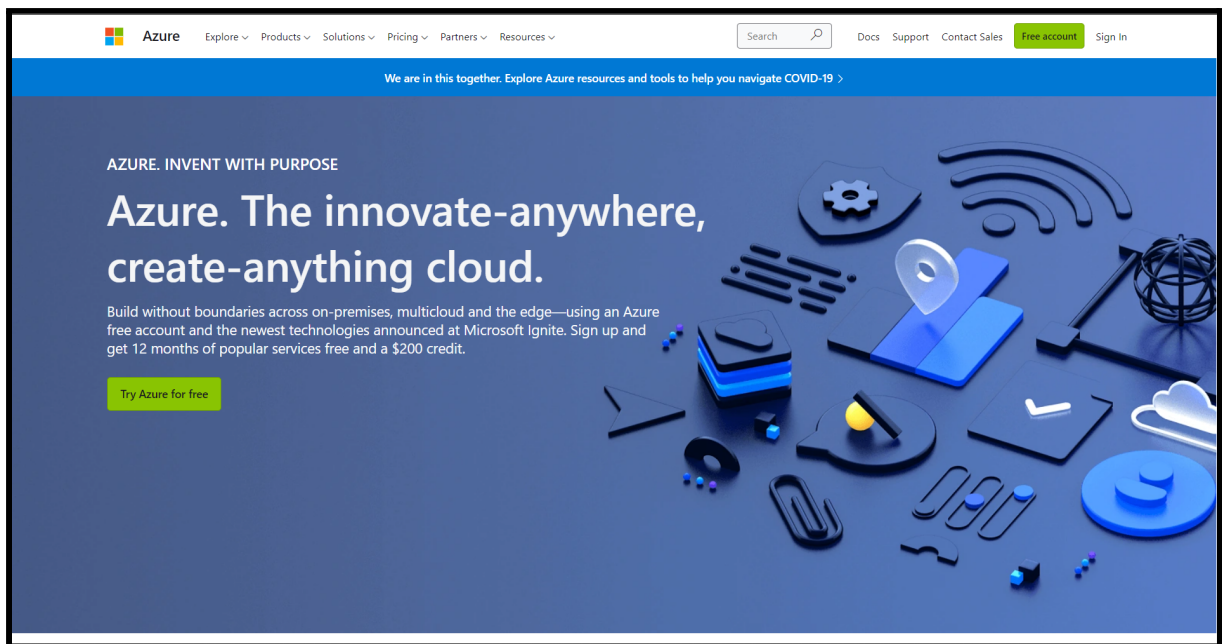 Azure Explore Products Solutions Pricing Partners Resources Search Docs Support Contact Sales Free account Sign In
We are in this together. Explore Azure resources and tools to help you navigate COVID-19
AZURE. INVENT WITH PURPOSE
Azure. The innovate-anywhere,
create-anything cloud.
Build without boundaries across on-premises, multicloud and the edge—using an Azure
free account and the newest technologies announced at Microsoft Ignite. Sign up and
get 12 months of popular services free and a $200 credit.
Try Azure for free